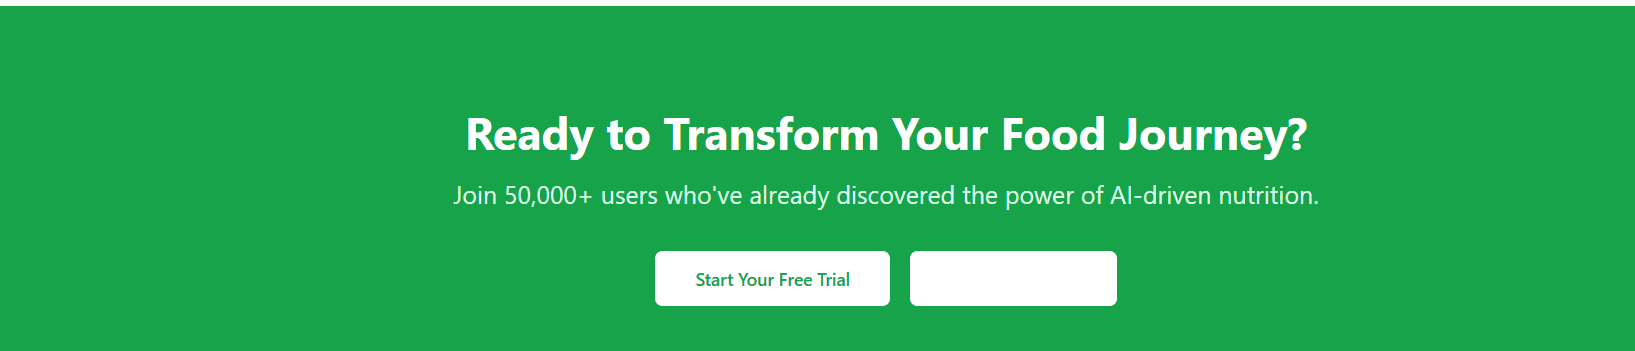 Ready to Transform Your Food Journey?
Join 50,000+ users who've already discovered the power of AI-driven nutrition.
Start Your Free Trial